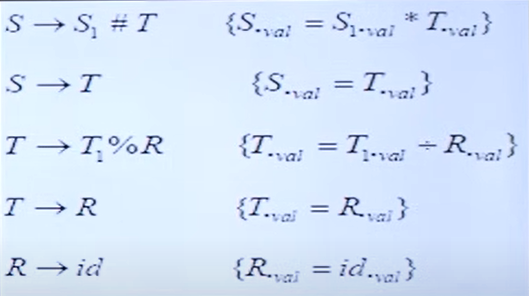 S → S₁ # T {S.val = S₁.val * T.val}
S → T {S.val = T.val}
T → T₁%R {T.val = T₁.val ÷ R.val}
T → R {T.val = R.val}
R → id {R.val = id.val}